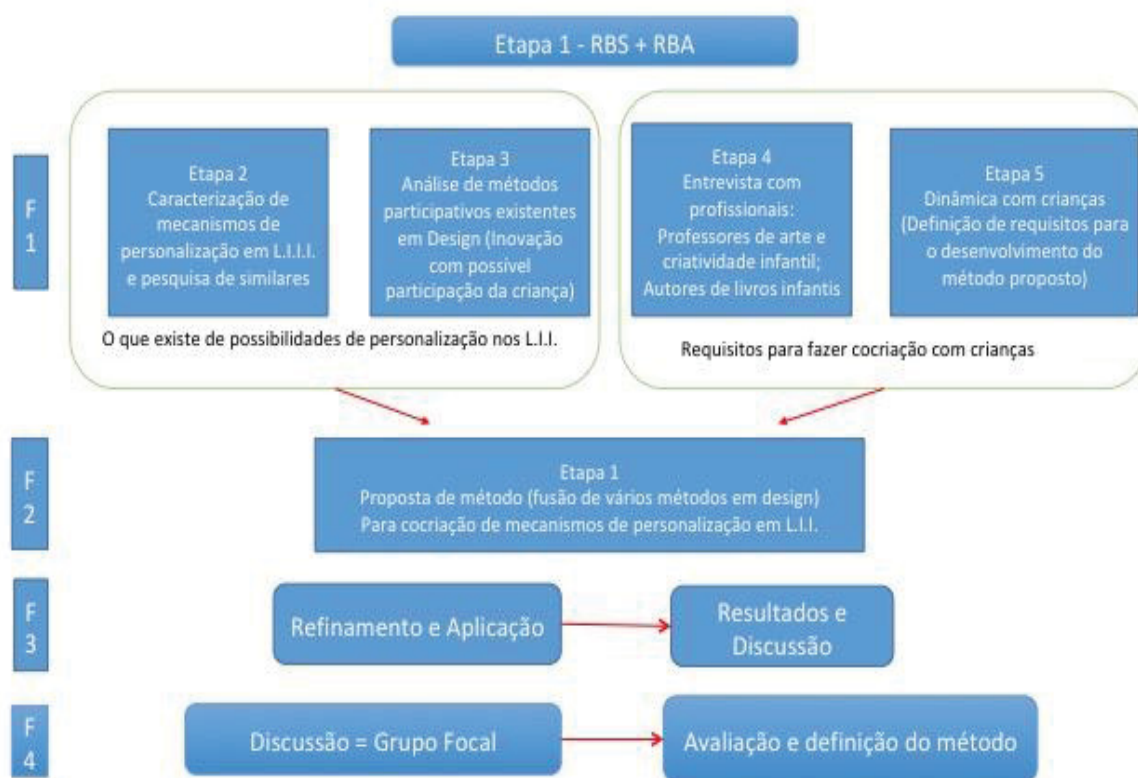 Etapa 1 - RBS + RBA
F
1
Etapa 2
Caracterização de
mecanismos de
personalização em L.I.I.I.
e pesquisa de similares
Etapa 3
Análise de métodos
participativos existentes
em Design (Inovação
com possível
participação da criança)
O que existe de possibilidades de personalização nos L.I.I.
Etapa 4
Entrevista com
profissionais:
Professores de arte e
criatividade infantil;
Autores de livros infantis
Etapa 5
Dinâmica com crianças
(Definição de requisitos para
o desenvolvimento do
método proposto)
Requisitos para fazer cocriação com crianças
F
2
Etapa 1
Proposta de método (fusão de vários métodos em design)
Para cocriação de mecanismos de personalização em L.I.I.
F
3
Refinamento e Aplicação
Resultados e
Discussão
F
4
Discussão = Grupo Focal
Avaliação e definição do método